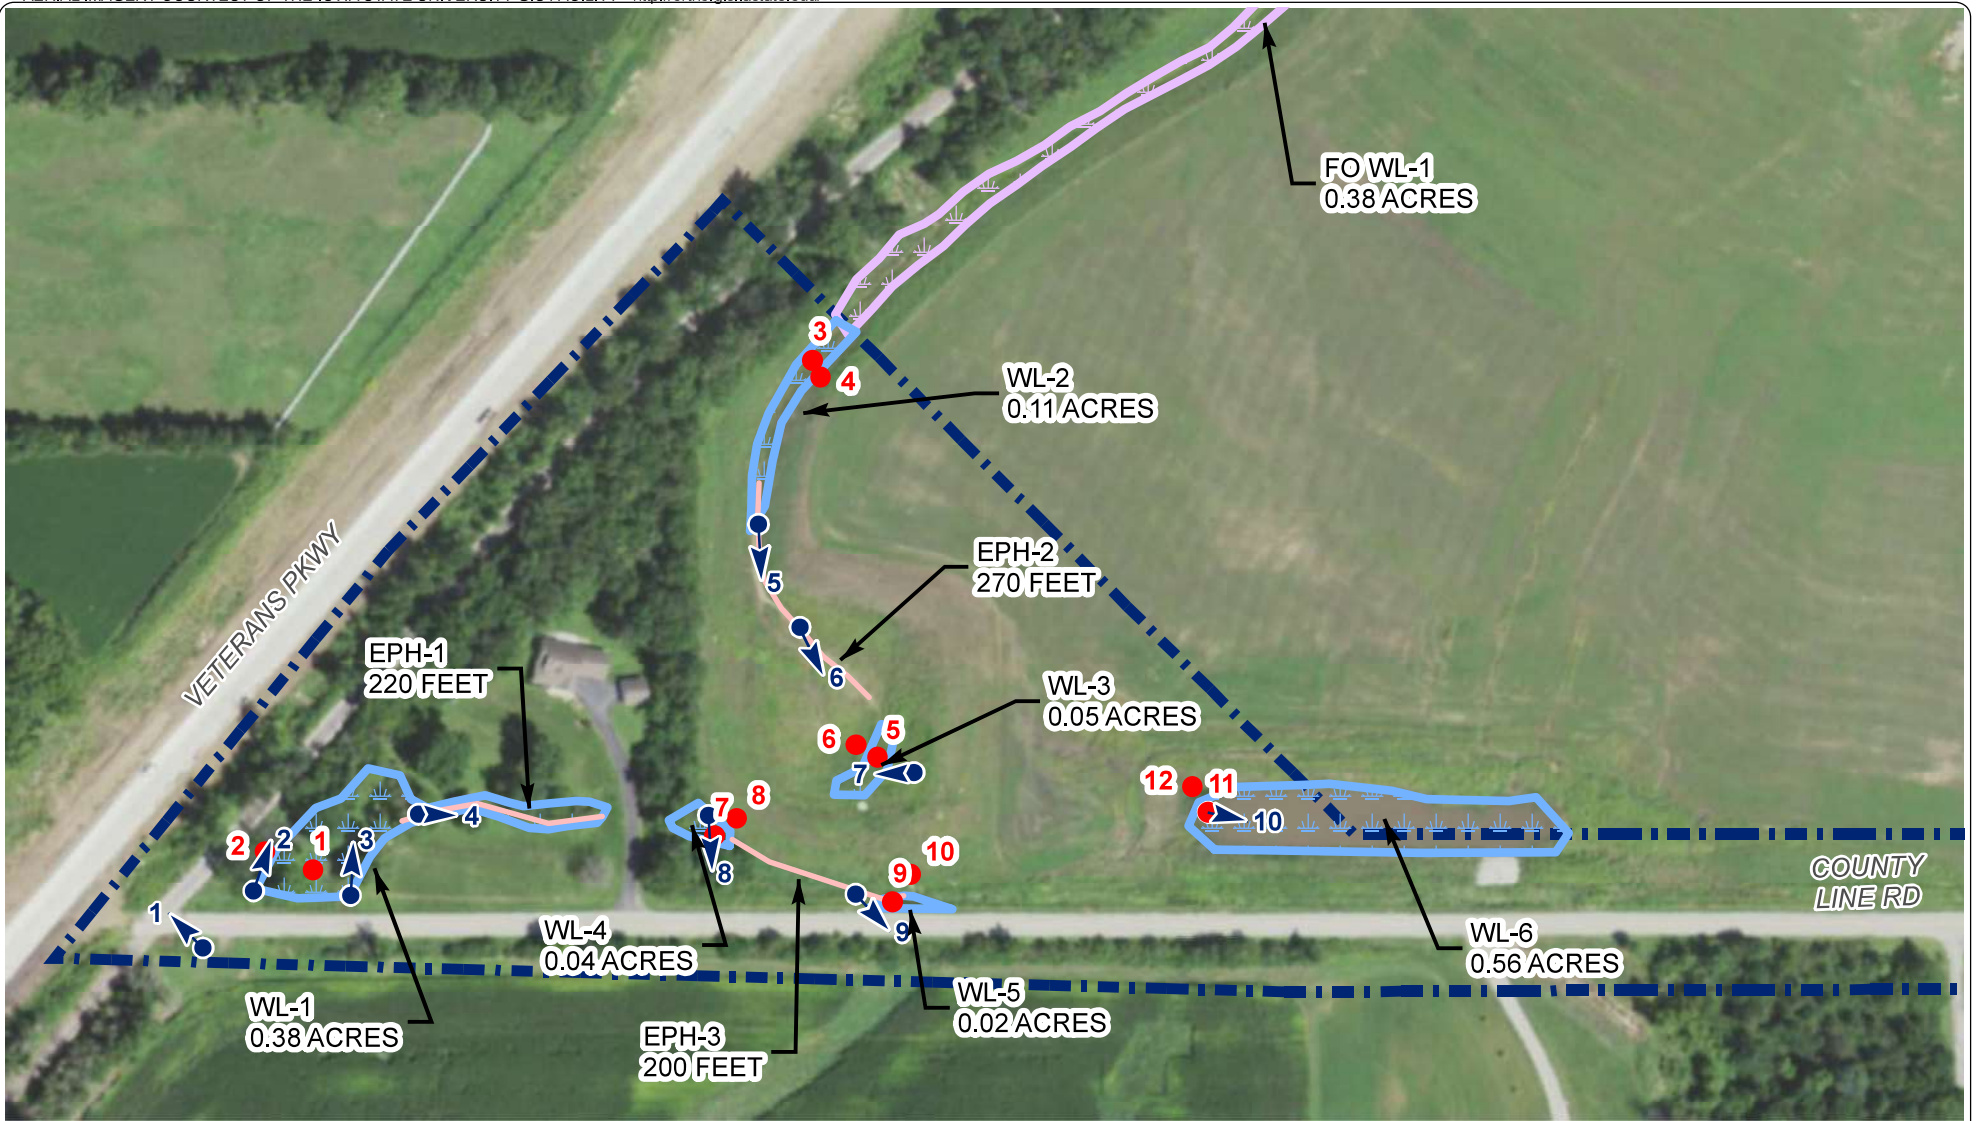 FO WL-1
0.38 ACRES
3
4
WL-2
0.11 ACRES
VETERANS PKWY
5
EPH-2
270 FEET
6
EPH-1
220 FEET
WL-3
0.05 ACRES
6
5
7
12
11
10
4
7
8
2
2
1
3
8
10
9
9
1
COUNTY
LINE RD
WL-4
0.04 ACRES
WL-6
0.56 ACRES
WL-1
0.38 ACRES
WL-5
0.02 ACRES
EPH-3
200 FEET